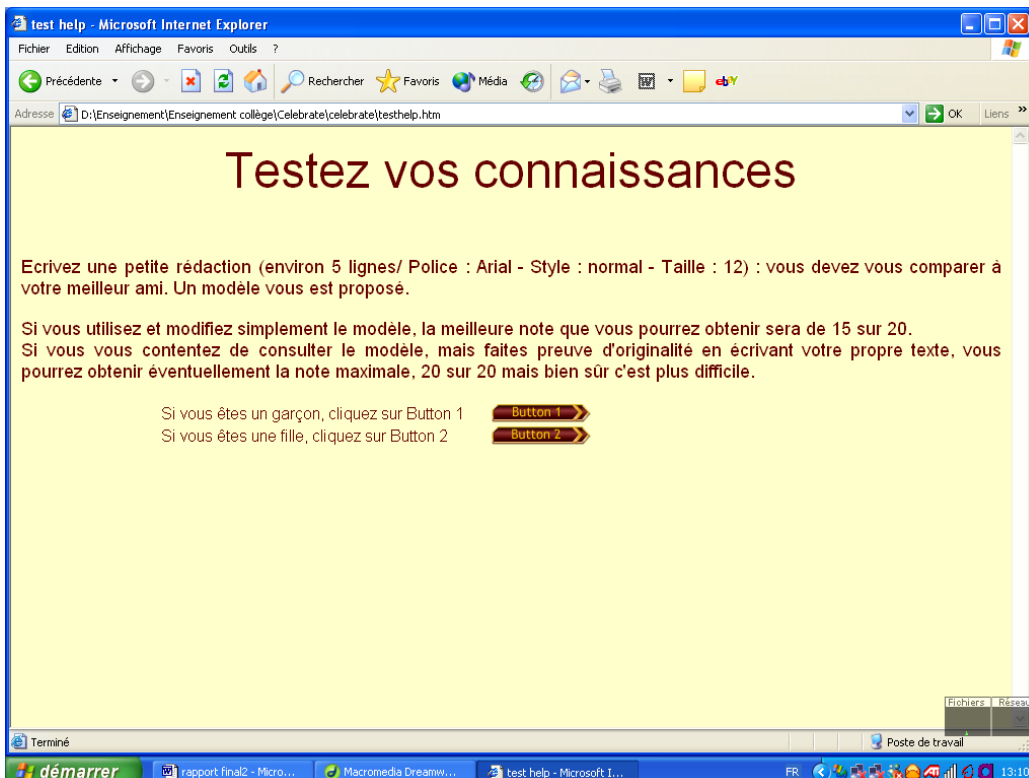 test help - Microsoft Internet Explorer
Fichier Edition Affichage Favoris Outils ?
Précédente Rechercher Favoris Média ebY
Adresse D:\Enseignement\Enseignement collège\Celebrate\celebrate\testhelp.htm OK Liens »
Testez vos connaissances
Ecrivez une petite rédaction (environ 5 lignes/ Police : Arial - Style : normal - Taille : 12) : vous devez vous comparer à
votre meilleur ami. Un modèle vous est proposé.
Si vous utilisez et modifiez simplement le modèle, la meilleure note que vous pourrez obtenir sera de 15 sur 20.
Si vous vous contentez de consulter le modèle, mais faites preuve d'originalité en écrivant votre propre texte, vous
pourrez obtenir éventuellement la note maximale, 20 sur 20 mais bien sûr c'est plus difficile.
Si vous êtes un garçon, cliquez sur Button 1 Button 1
Si vous êtes une fille, cliquez sur Button 2 Button 2
Fichiers Réseau
Terminé Poste de travail
démarrer rapport final2 - Micro... Macromedia Dreamw... test help - Microsoft I... FR 13:10